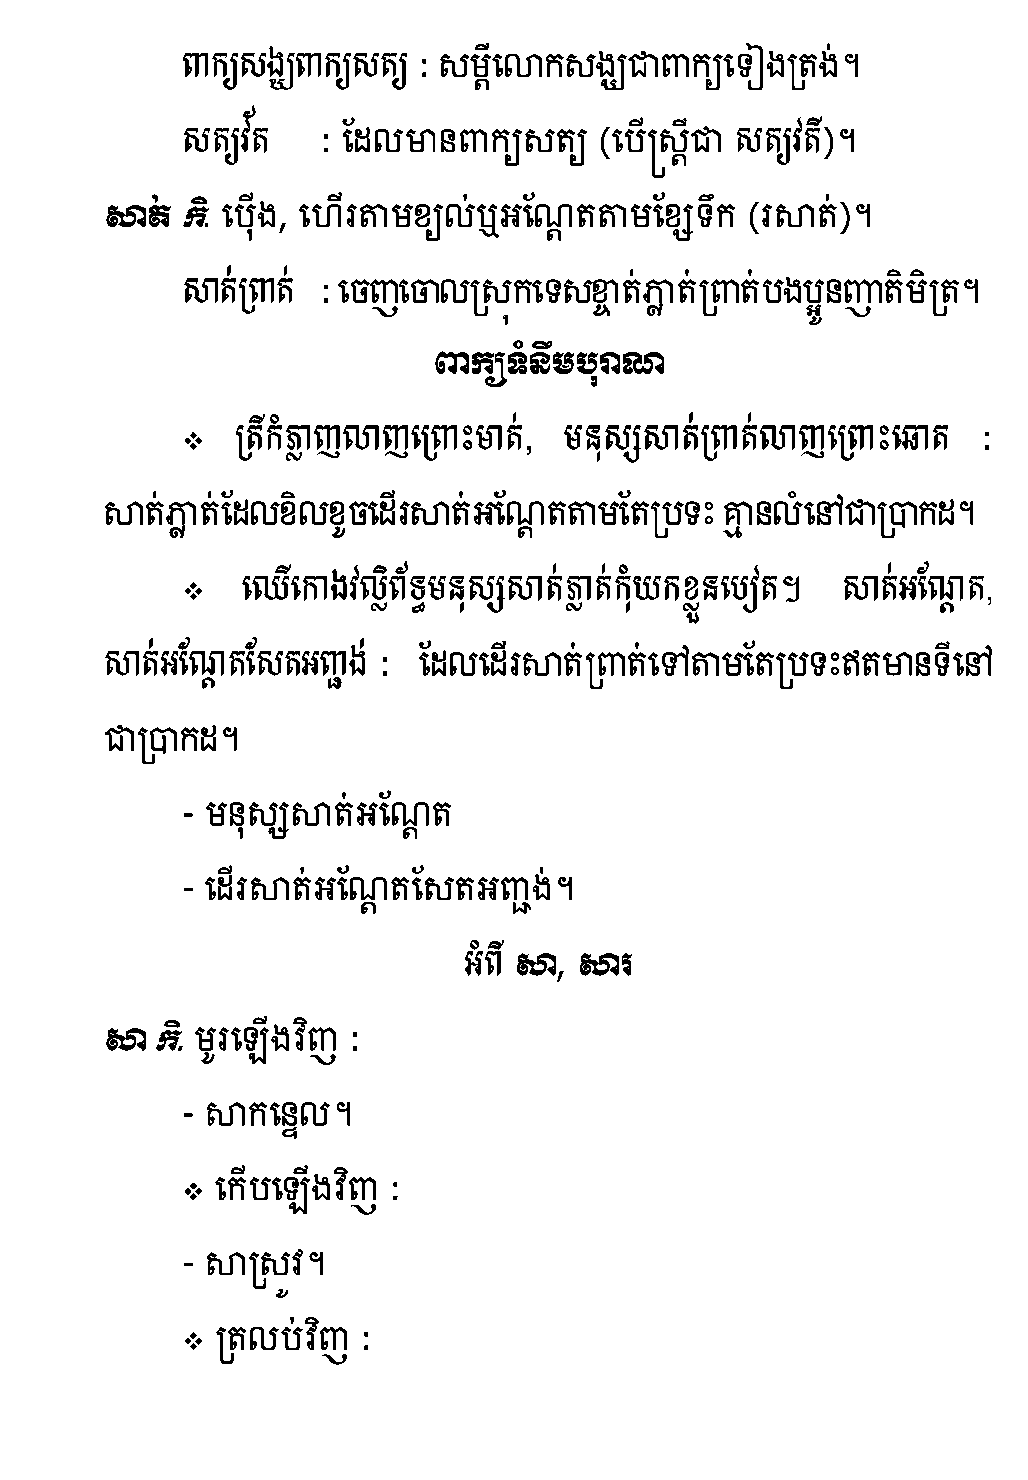 ពាក្យសង្ឃពាក្យសត្យ : សម្ដីលោកសង្ឃជាពាក្យទៀងត្រង់។
សត្យវ័ត : ដែលមានពាក្យសត្យ (បើស្ត្រីជា សត្យវតី)។
សាត់ កិ. ប៉ើង, ហើរតាមខ្យល់ឬអណ្ដែតតាមខ្សែទឹក (រសាត់)។
សាត់ព្រាត់ : ចេញចោលស្រុកទេសខ្ចាត់ភ្លាត់ព្រាត់បងប្អូនញាតិមិត្រ។
ពាក្យទំនឹមបុរាណ
❖ ត្រីកំភ្លាញលាញព្រោះមាត់, មនុស្សសាត់ព្រាត់លាញព្រោះឆោត :
សាត់ភ្លាត់ដែលខិលខូចដើរសាត់អណ្ដែតតាមតែប្រទះ គ្មានលំនៅជាប្រាកដ។
❖ ឈើកោងវល្លិព័ទ្ធមនុស្សសាត់ភ្លាត់កុំយកខ្លួនបៀត។ សាត់អណ្ដែត,
សាត់អណ្ដែតសែតអញ្ជង់ : ដែលដើរសាត់ព្រាត់ទៅតាមតែប្រទះឥតមានទីនៅ
ជាប្រាកដ។
- មនុស្សសាត់អណ្ដែត
- ដើរសាត់អណ្ដែតសែតអញ្ជង់។
អំពី សា, សារ
សា កិ. មូរឡើងវិញ :
- សាកន្ទេល។
❖ កើបឡើងវិញ :
- សាស្រូវ។
❖ ត្រលប់វិញ :